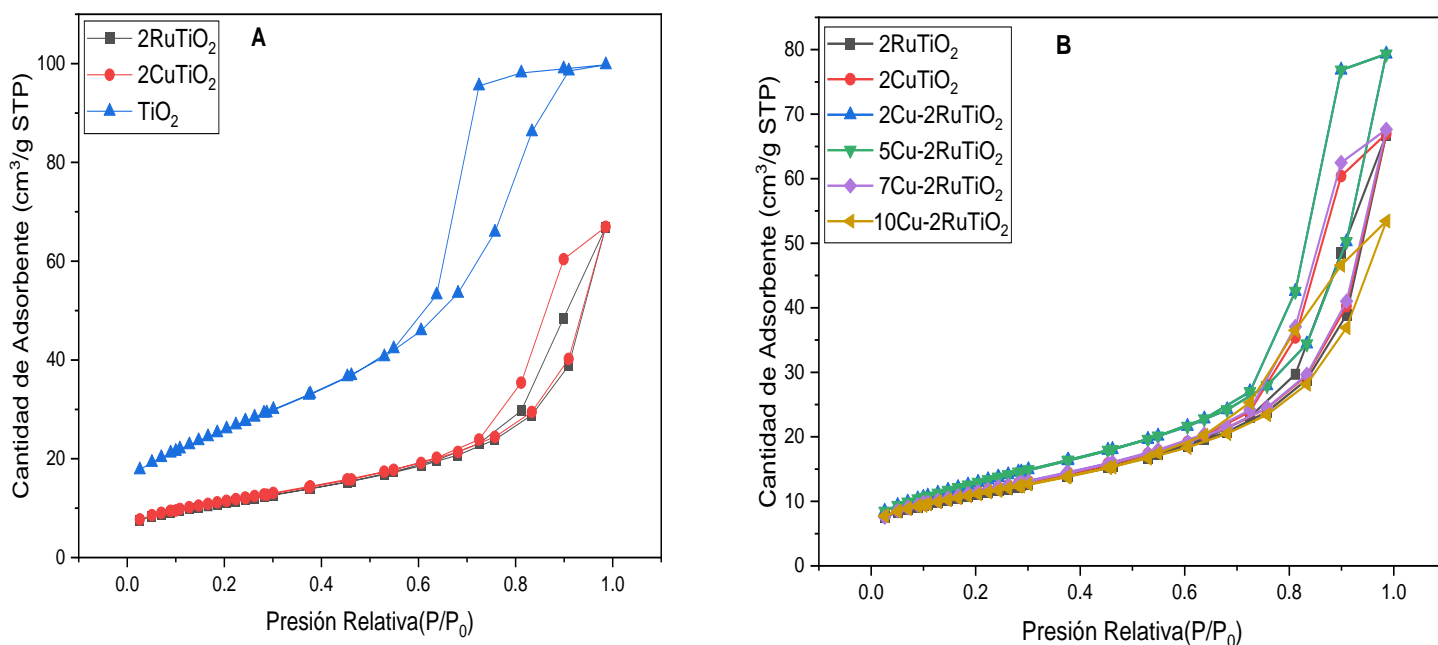 A
2RuTiO₂
2CuTiO₂
TiO₂
Cantidad de Adsorbente (cm³/g STP)
100
80
60
40
20
0
0.0 0.2 0.4 0.6 0.8 1.0
Presión Relativa(P/P₀)
B
2RuTiO₂
2CuTiO₂
2Cu-2RuTiO₂
5Cu-2RuTiO₂
7Cu-2RuTiO₂
10Cu-2RuTiO₂
Cantidad de Adsorbente (cm³/g STP)
80
70
60
50
40
30
20
10
0
0.0 0.2 0.4 0.6 0.8 1.0
Presión Relativa(P/P₀)